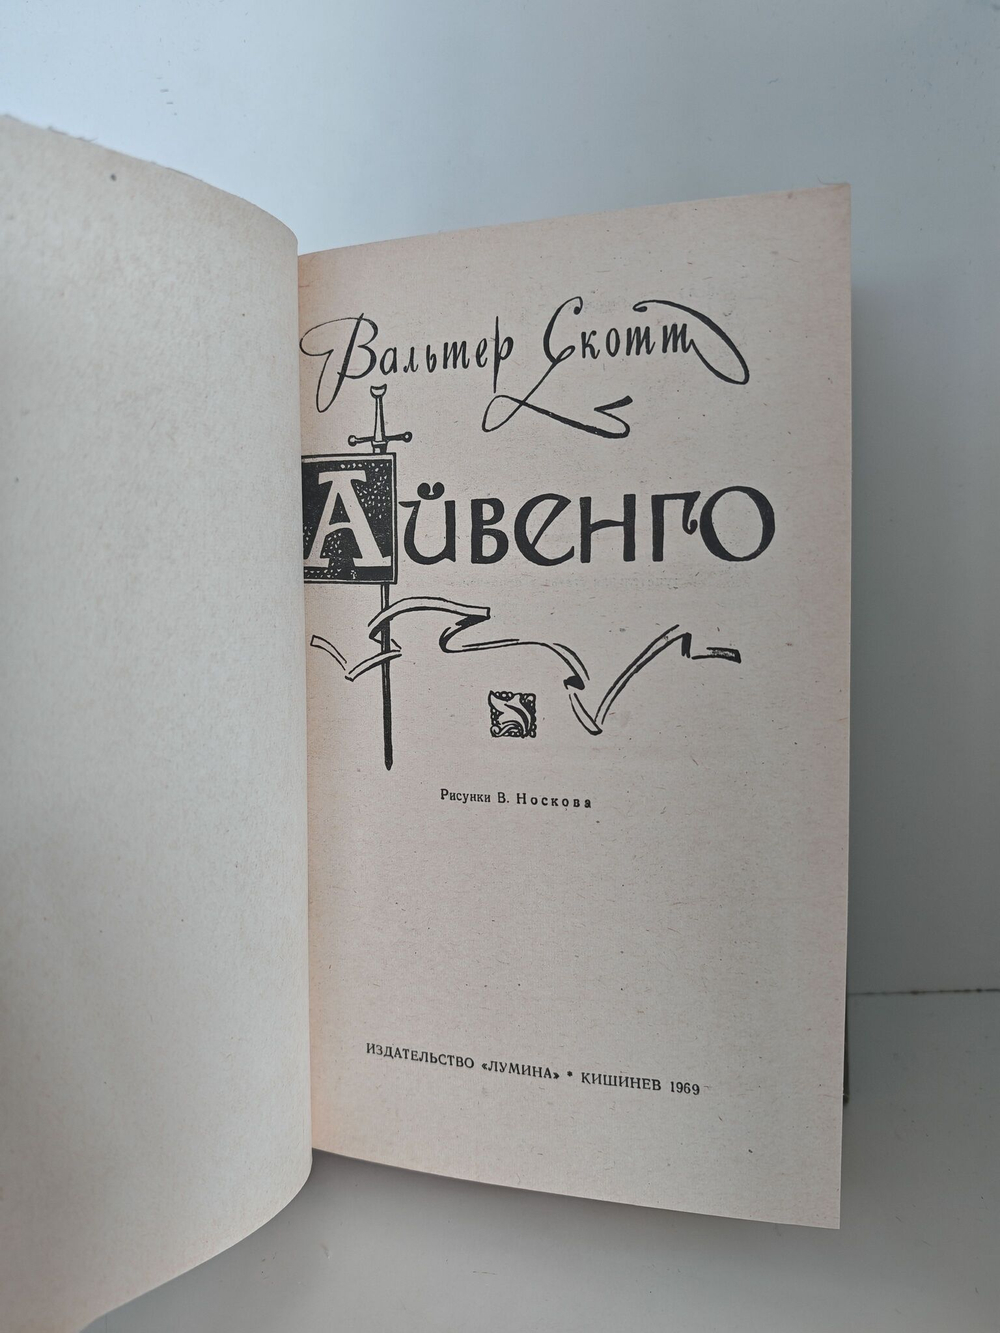 Вальтер Скотт
Айвенго
Рисунки В. Носкова
ИЗДАТЕЛЬСТВО «ЛУМИНА» * КИШИНЕВ 1969